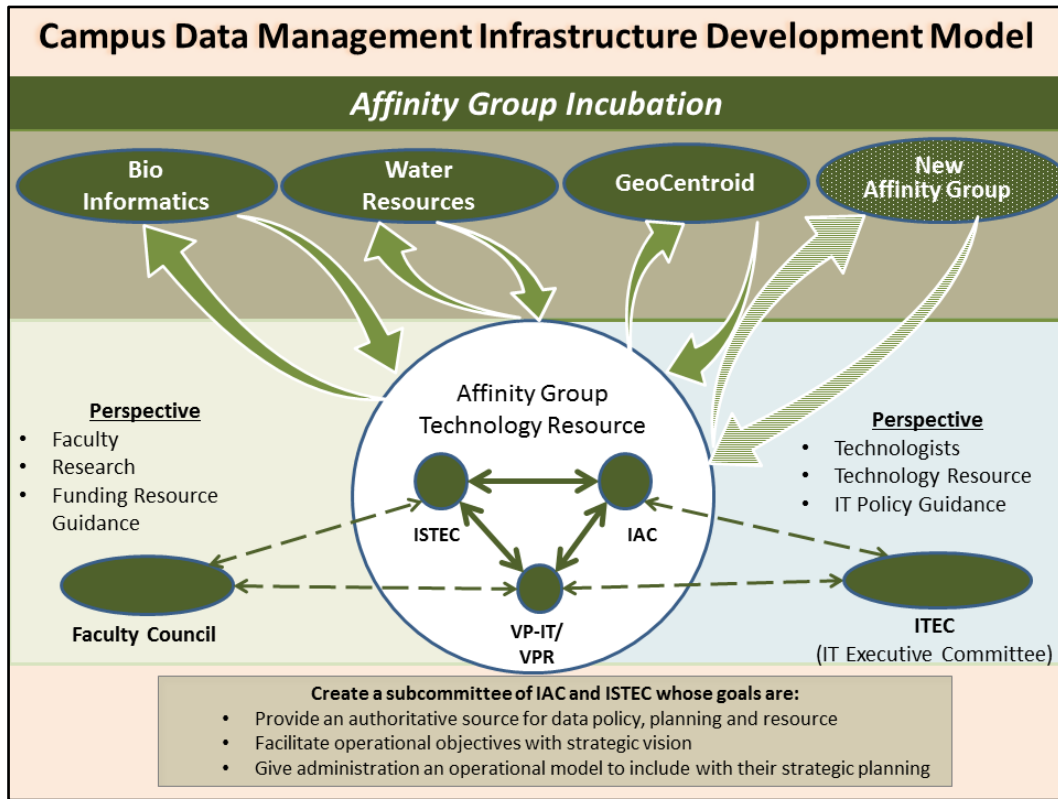 Campus Data Management Infrastructure Development Model
Affinity Group Incubation
Bio
Informatics
Water
Resources
GeoCentroid
New
Affinity Group
Affinity Group
Technology Resource
ISTEC
IAC
VP-IT/
VPR
Perspective
• Faculty
• Research
• Funding Resource
Guidance
Faculty Council
Perspective
• Technologists
• Technology Resource
• IT Policy Guidance
ITEC
(IT Executive Committee)
Create a subcommittee of IAC and ISTEC whose goals are:
• Provide an authoritative source for data policy, planning and resource
• Facilitate operational objectives with strategic vision
• Give administration an operational model to include with their strategic planning